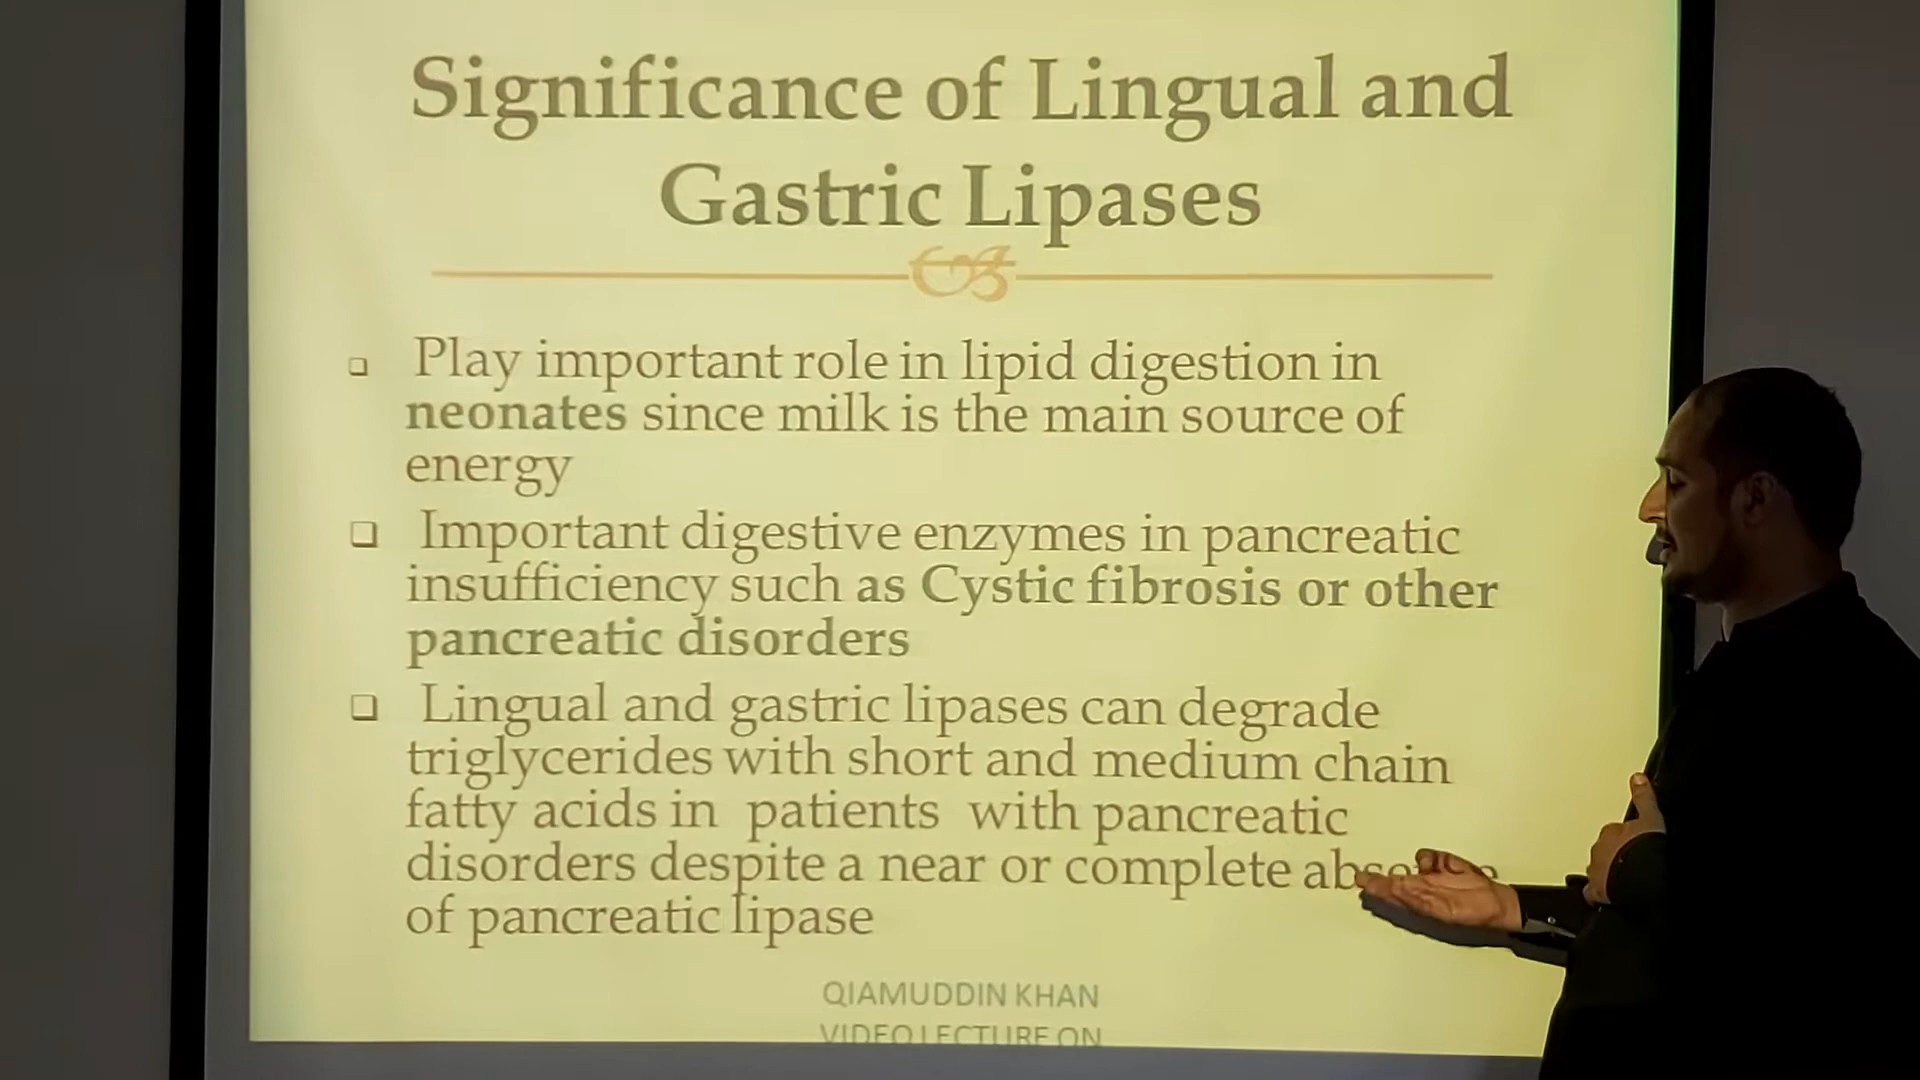 Significance of Lingual and
Gastric Lipases
❑ Play important role in lipid digestion in
neonates since milk is the main source of
energy
❑ Important digestive enzymes in pancreatic
insufficiency such as Cystic fibrosis or other
pancreatic disorders
❑ Lingual and gastric lipases can degrade
triglycerides with short and medium chain
fatty acids in patients with pancreatic
disorders despite a near or complete
of pancreatic lipase
QIAMUDDIN KHAN
VIDEO LECTURE ON